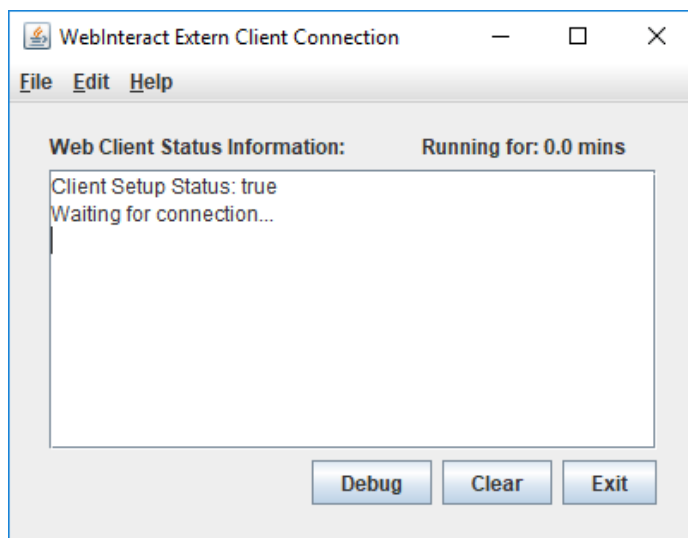 WebInteract Extern Client Connection
File Edit Help
Web Client Status Information: Running for: 0.0 mins
Client Setup Status: true
Waiting for connection...
Debug Clear Exit